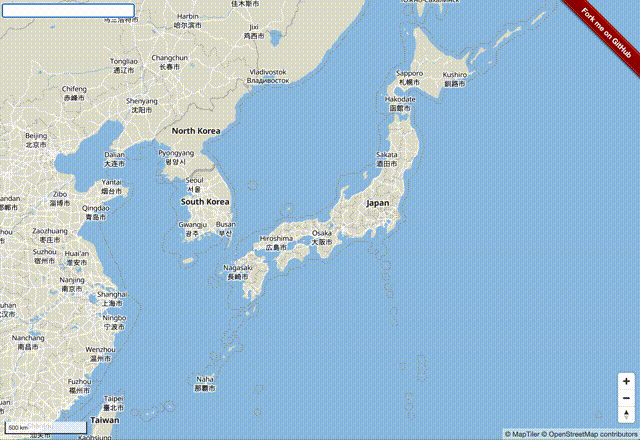 佳木斯市
Harbin
哈尔滨市
Jixi
鸡西市
Fork me on GitHub
Changchun
长春市
Tongliao
通辽市
Vladivostok
Владивосток
Sapporo
札幌市
Kushiro
釧路市
Chifeng
赤峰市
Shenyang
沈阳市
Hakodate
函館市
North Korea
Beijing
北京市
Dalian
大连市
Pyongyang
평양시
Sakata
酒田市
Seoul
서울
Yantai
烟台市
Zibo
淄博市
South Korea
Japan
Qingdao
青岛市
Gwangju
광주
Busan
부산
Zaozhuang
枣庄市
Hiroshima
広島市
Osaka
大阪市
Suzhou
宿州市
Huai'an
淮安市
Nagasaki
長崎市
Nanjing
南京市
Shanghai
上海市
Ningbo
宁波市
Nanchang
南昌市
Wenzhou
温州市
Fuzhou
福州市
Naha
那覇市
Taipei
臺北市
Taiwan
500 km
Kaohsiung
汕头市
+
−
© MapTiler © OpenStreetMap contributors